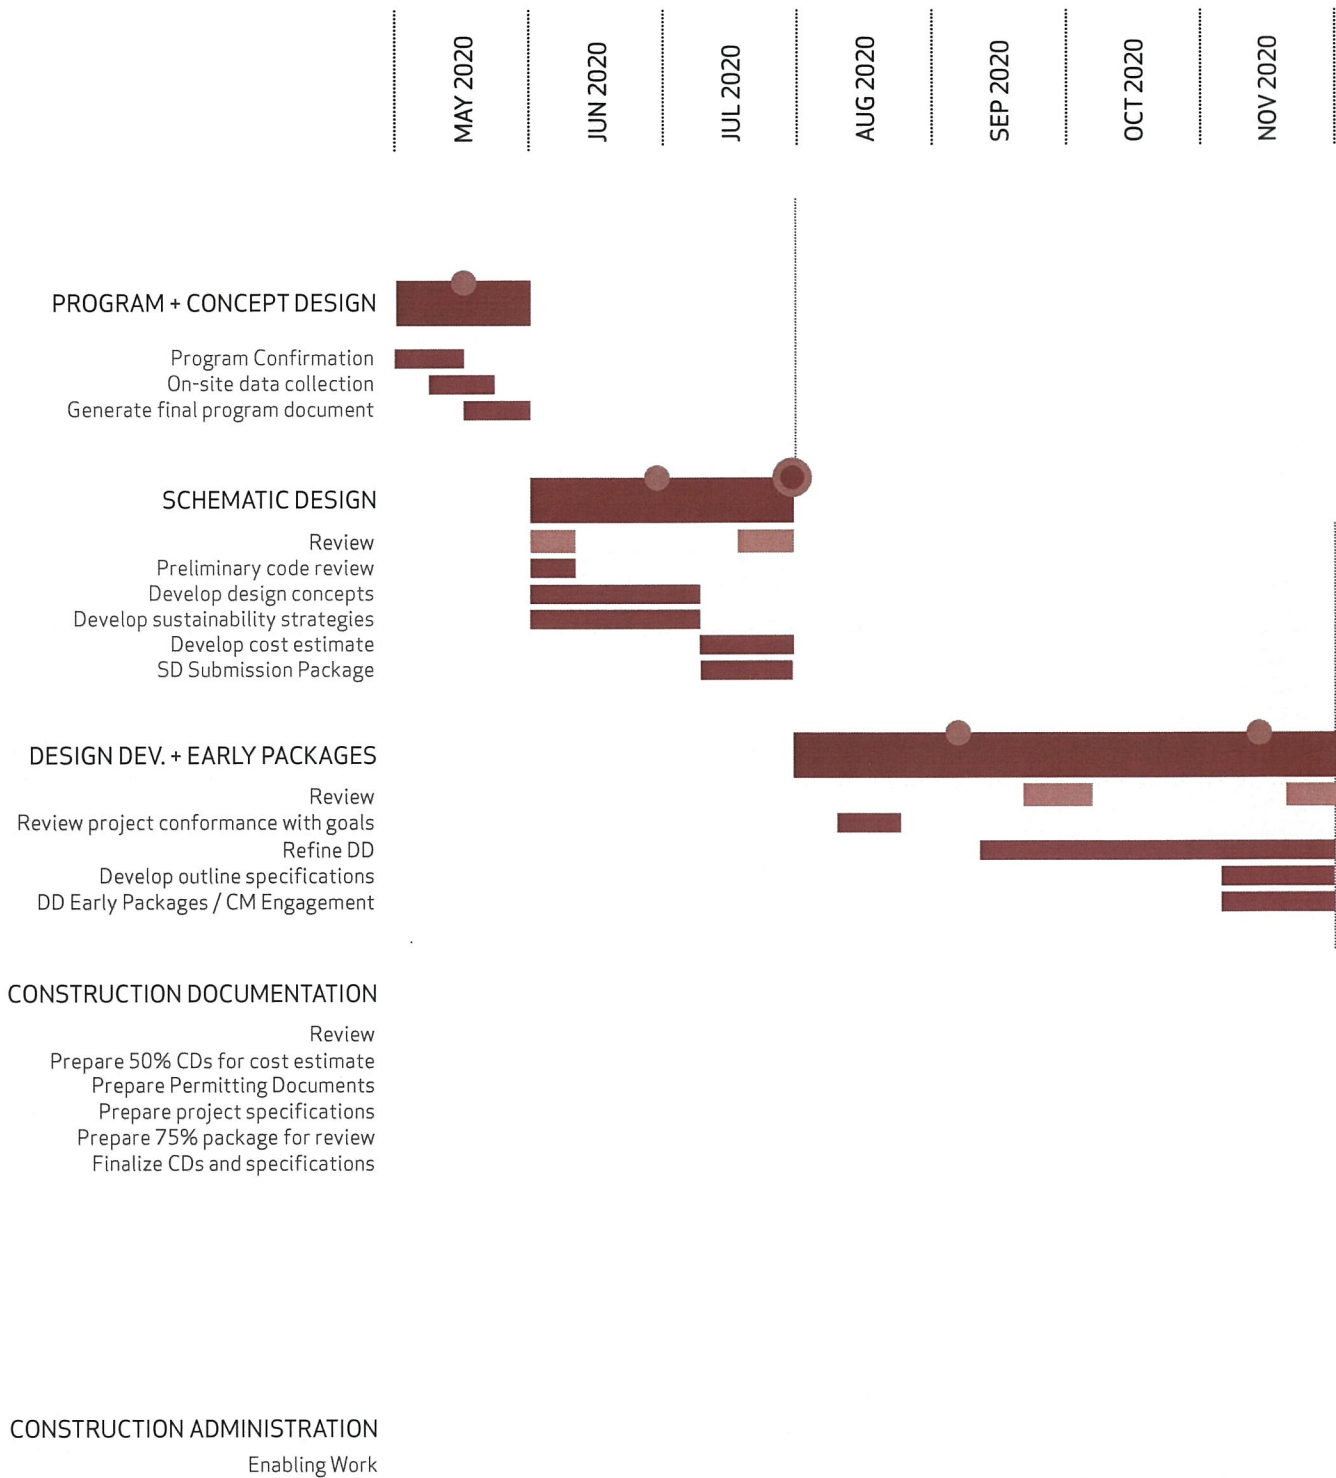 MAY 2020
JUN 2020
JUL 2020
AUG 2020
SEP 2020
OCT 2020
NOV 2020
PROGRAM + CONCEPT DESIGN
Program Confirmation
On-site data collection
Generate final program document
SCHEMATIC DESIGN
Review
Preliminary code review
Develop design concepts
Develop sustainability strategies
Develop cost estimate
SD Submission Package
DESIGN DEV. + EARLY PACKAGES
Review
Review project conformance with goals
Refine DD
Develop outline specifications
DD Early Packages / CM Engagement
CONSTRUCTION DOCUMENTATION
Review
Prepare 50% CDs for cost estimate
Prepare Permitting Documents
Prepare project specifications
Prepare 75% package for review
Finalize CDs and specifications
CONSTRUCTION ADMINISTRATION
Enabling Work